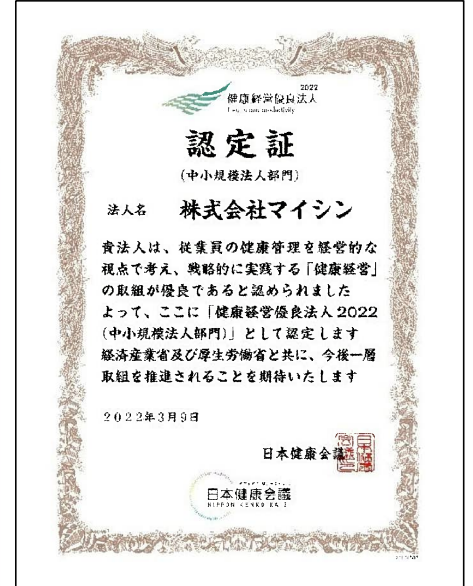 2022
健康経営優良法人
Health and productivity
認定証
(中小規模法人部門)
法人名 株式会社マイシン
貴法人は、従業員の健康管理を経営的な
視点で考え、戦略的に実践する「健康経営」
の取組が優良であると認められました
よって、ここに「健康経営優良法人2022
(中小規模法人部門)」として認定します
経済産業省及び厚生労働省と共に、今後一層
取組を推進されることを期待いたします
2022年3月9日
日本健康会議
日本健康会議
NIPPON KENKO KAIGI